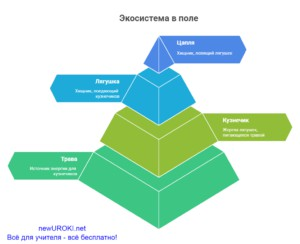 Экосистема в поле
Цапля
Хищник, ловящий лягушек
Лягушка
Хищник, поедающий
кузнечиков
Кузнечик
Жертва лягушек,
питающаяся травой
Трава
Источник энергии для
кузнечиков
newUROKI.net
Всё для учителя - всё бесплатно!